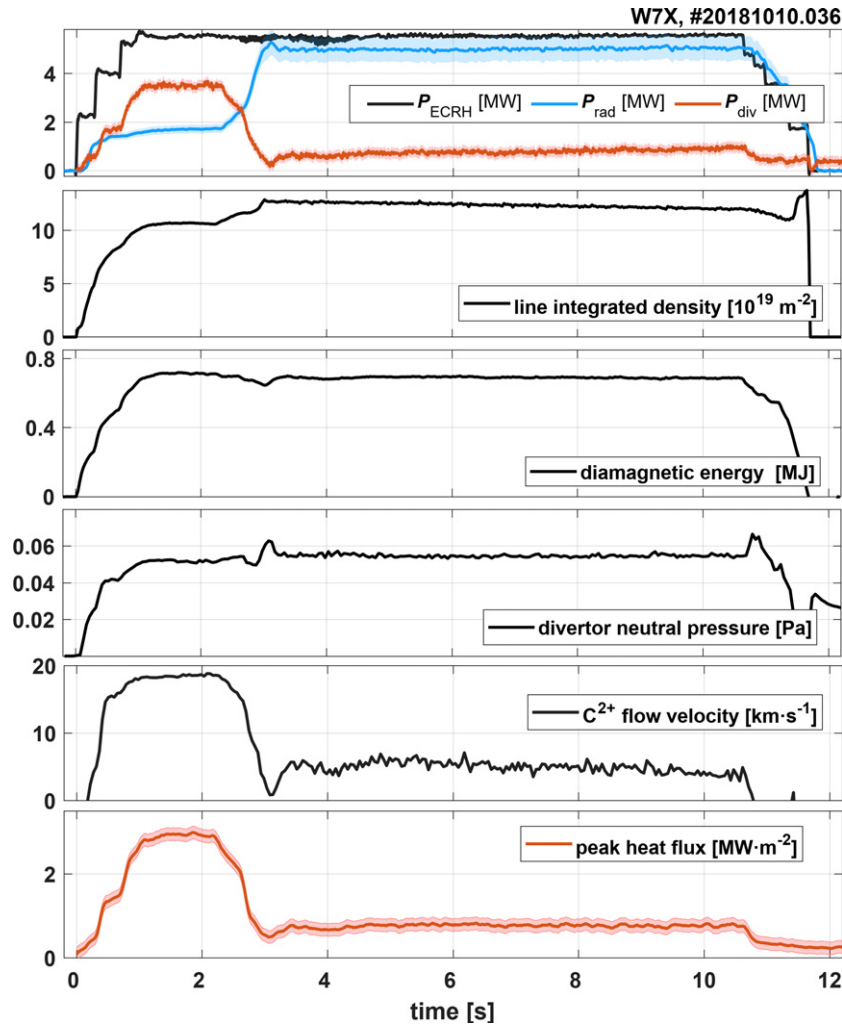 W7X, #20181010.036
4
2
0
P_ECRH [MW] P_rad [MW] P_div [MW]
10
5
0
line integrated density [10^19 m^-2]
0.8
0.4
0
diamagnetic energy [MJ]
0.06
0.04
0.02
divertor neutral pressure [Pa]
20
10
0
C^2+ flow velocity [km·s^-1]
2
0
peak heat flux [MW·m^-2]
0 2 4 6 8 10 12
time [s]